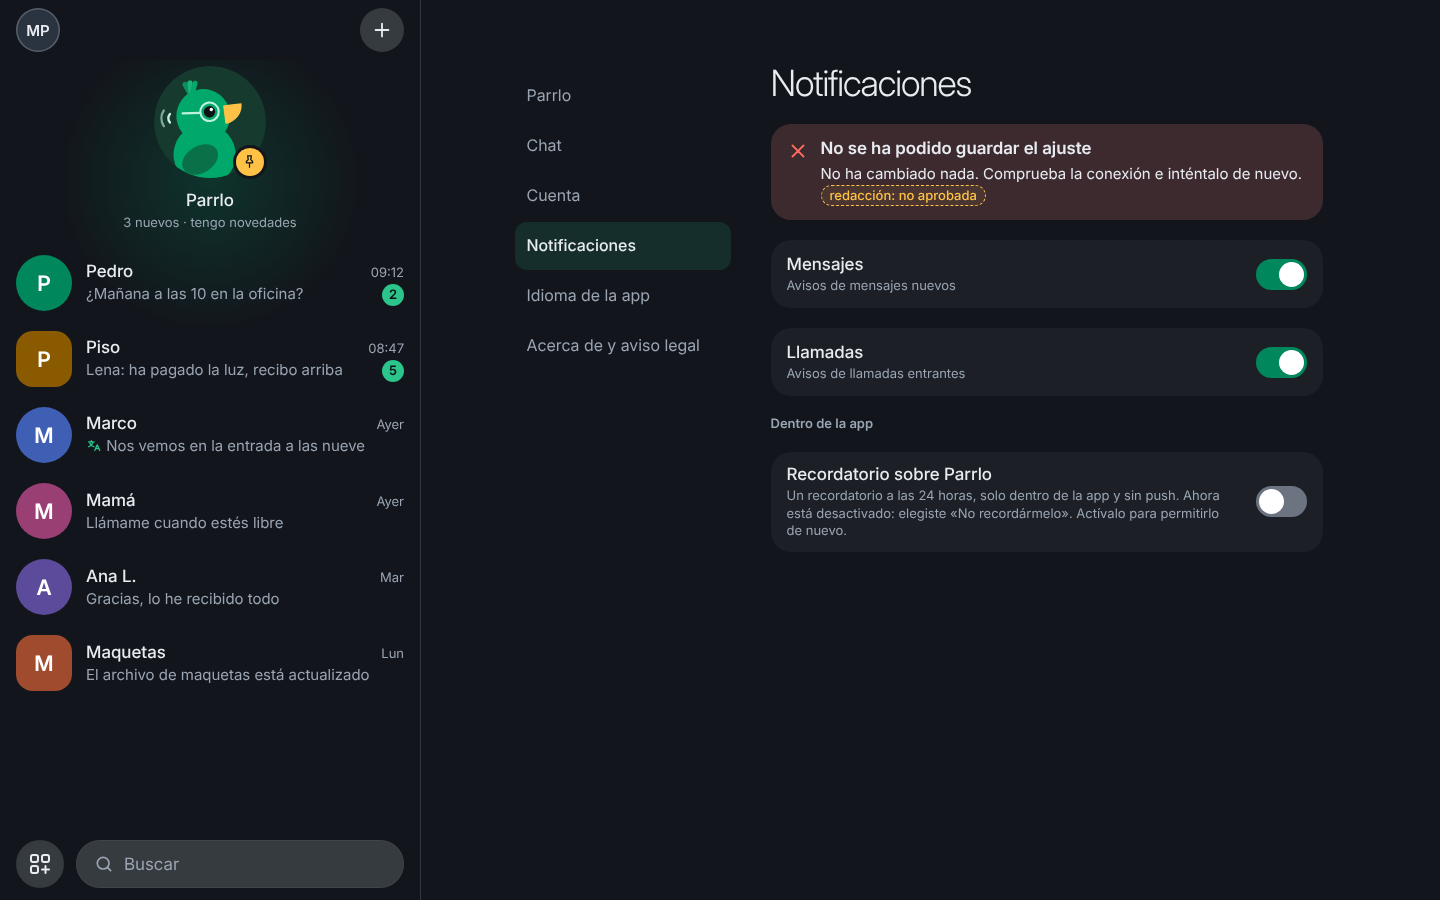 MP
Parrlo
3 nuevos · tengo novedades
P
Pedro
09:12
¿Mañana a las 10 en la oficina?
2
P
Piso
08:47
Lena: ha pagado la luz, recibo arriba
5
M
Marco
Ayer
Nos vemos en la entrada a las nueve
M
Mamá
Ayer
Llámame cuando estés libre
A
Ana L.
Mar
Gracias, lo he recibido todo
M
Maquetas
Lun
El archivo de maquetas está actualizado
Buscar
Parrlo
Chat
Cuenta
Notificaciones
Idioma de la app
Acerca de y aviso legal
Notificaciones
No se ha podido guardar el ajuste
No ha cambiado nada. Comprueba la conexión e inténtalo de nuevo.
redacción: no aprobada
Mensajes
Avisos de mensajes nuevos
Llamadas
Avisos de llamadas entrantes
Dentro de la app
Recordatorio sobre Parrlo
Un recordatorio a las 24 horas, solo dentro de la app y sin push. Ahora
está desactivado: elegiste «No recordármelo». Actívalo para permitirlo
de nuevo.